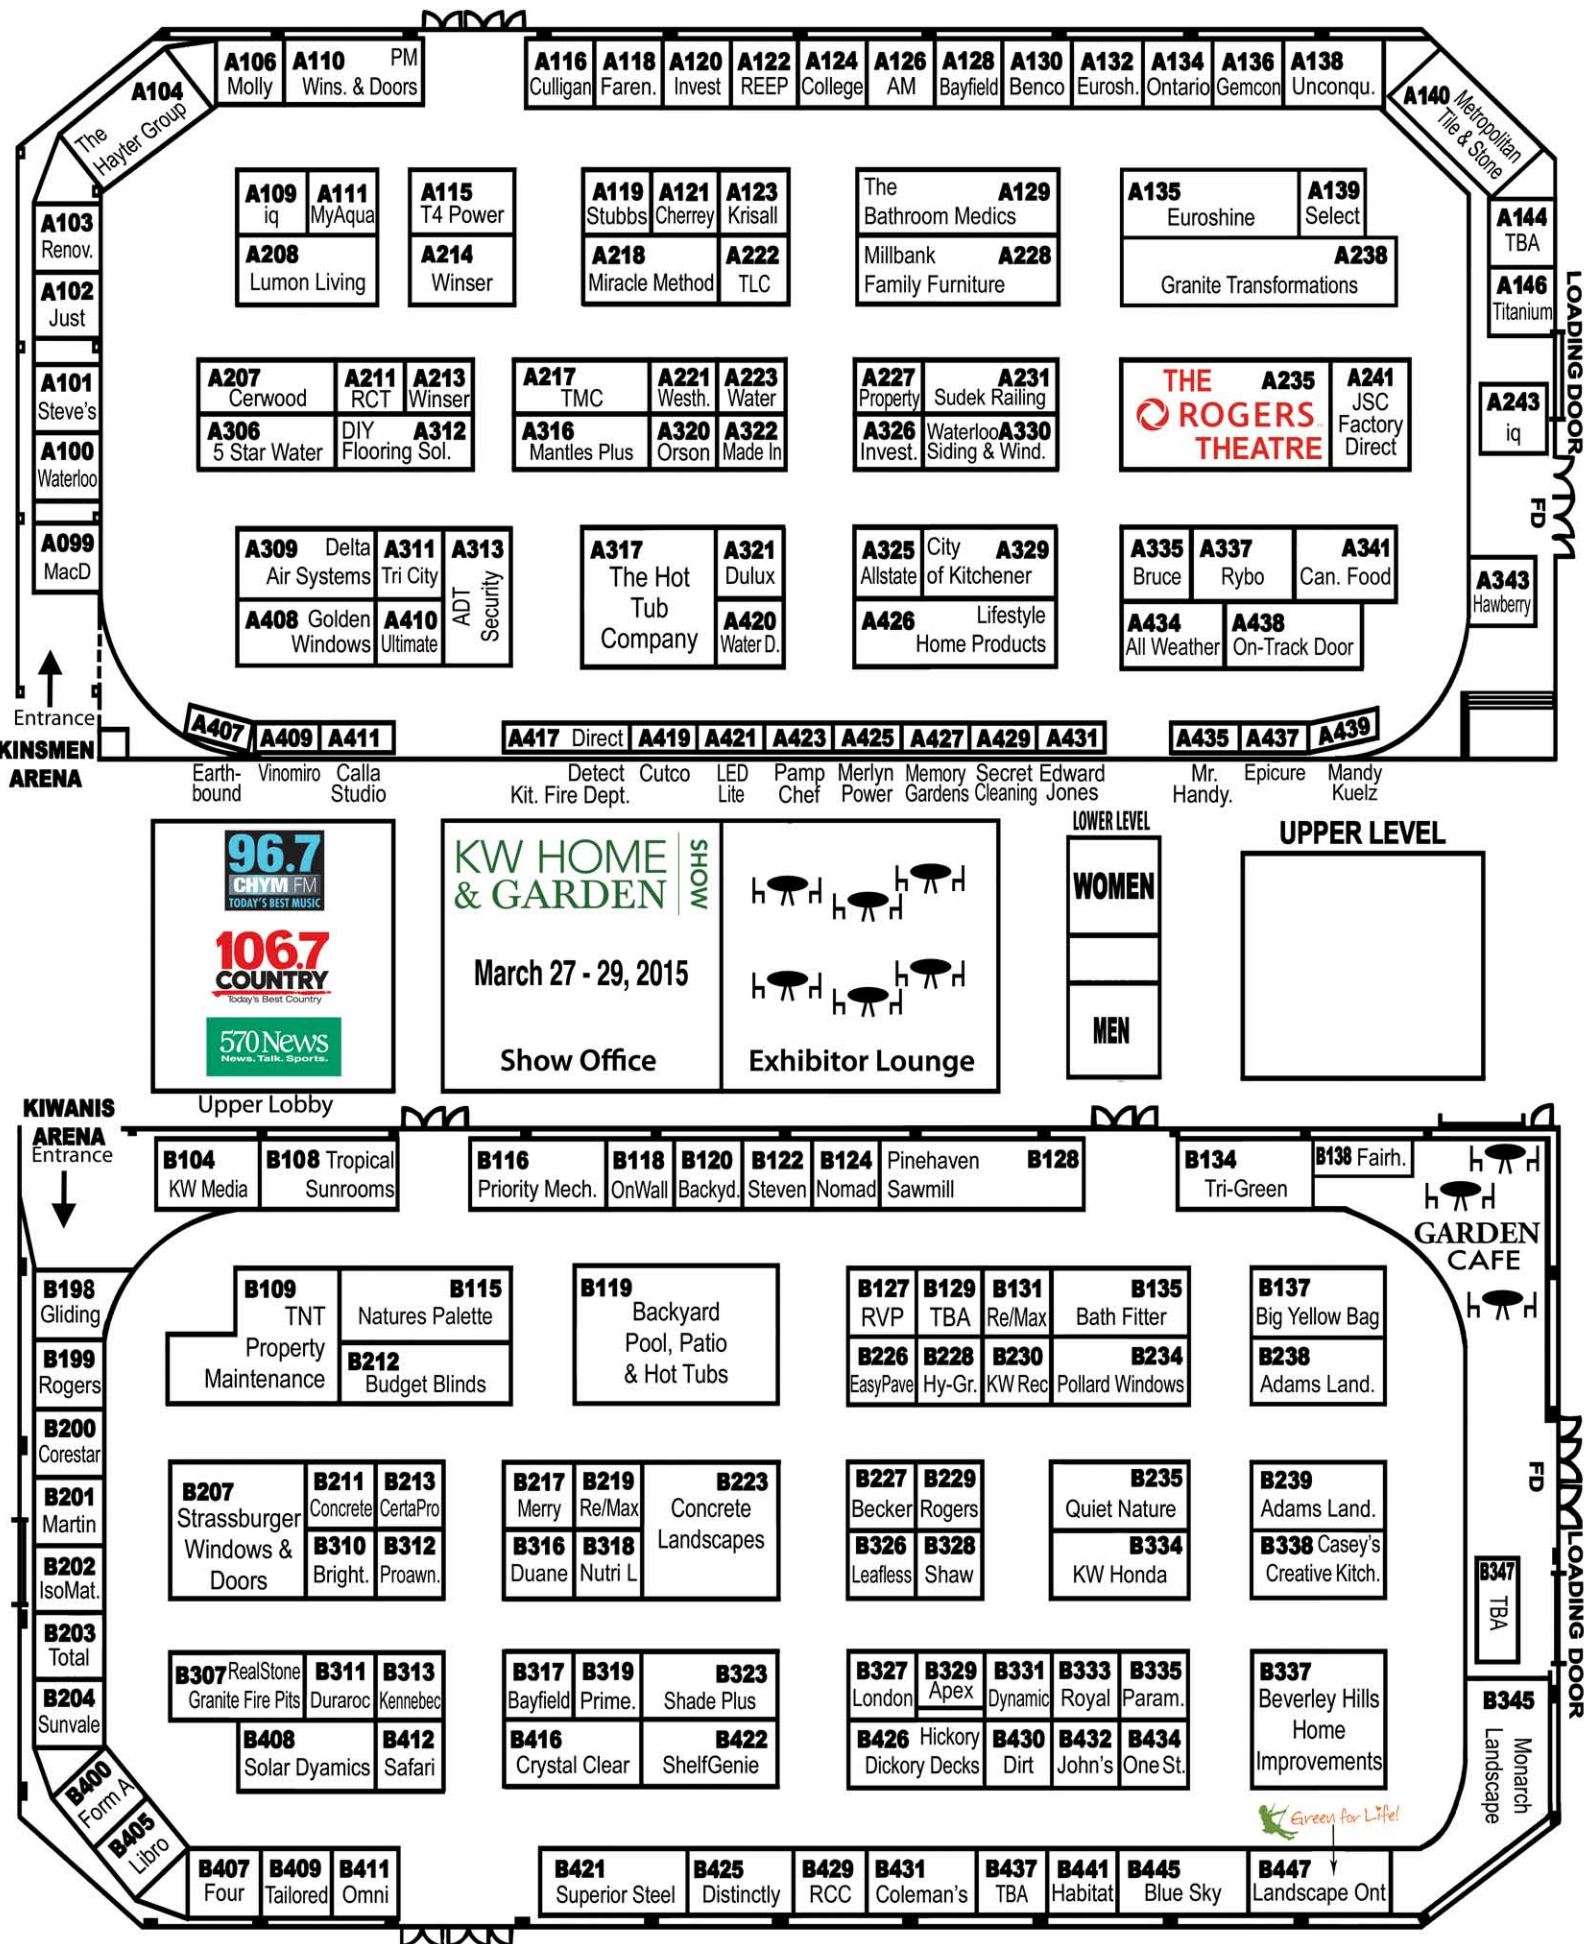 A104
The
Hayter Group
A106
Molly
A110 PM
Wins. & Doors
A116
Culligan
A118
Faren.
A120
Invest
A122
REEP
A124
College
A126
AM
A128
Bayfield
A130
Benco
A132
Eurosh.
A134
Ontario
A136
Gemcon
A138
Unconqu.
A140 Metropolitan
Tile & Stone
A103
Renov.
A102
Just
A101
Steve's
A100
Waterloo
A099
MacD
A109
iq
A111
MyAqua
A208
Lumon Living
A115
T4 Power
A214
Winser
A119
Stubbs
A121
Cherrey
A123
Krisall
A218
Miracle Method
A222
TLC
The A129
Bathroom Medics
Millbank A228
Family Furniture
A135
Euroshine
A139
Select
A238
Granite Transformations
A144
TBA
A146
Titanium
LOADING DOOR
A207
Cerwood
A211
RCT
A213
Winser
A306
5 Star Water
DIY A312
Flooring Sol.
A217
TMC
A221
Westh.
A223
Water
A316
Mantles Plus
A320
Orson
A322
Made In
A227
Property
A231
Sudek Railing
A326
Invest.
Waterloo A330
Siding & Wind.
THE A235
ROGERS
THEATRE
A241
JSC
Factory
Direct
A243
iq
FD
A309 Delta
Air Systems
A311
Tri City
A313
ADT
Security
A408 Golden
Windows
A410
Ultimate
A317
The Hot
Tub
Company
A321
Dulux
A420
Water D.
A325
Allstate
City A329
of Kitchener
A426 Lifestyle
Home Products
A335
Bruce
A337
Rybo
A341
Can. Food
A434
All Weather
A438
On-Track Door
A343
Hawberry
Entrance
KINSMEN
ARENA
A407
Earth-
bound
A409
Vinomiro
A411
Calla
Studio
A417 Direct
Detect
Kit. Fire Dept.
A419
Cutco
A421
LED
Lite
A423
Pamp
Chef
A425
Merlyn
Power
A427
Memory
Gardens
A429
Secret
Cleaning
A431
Edward
Jones
A435
Mr.
Handy.
A437
Epicure
A439
Mandy
Kuelz
96.7
CHYM FM
TODAY'S BEST MUSIC
106.7
COUNTRY
Today's Best Country
570 NEWS
News. Talk. Sports.
Upper Lobby
KW HOME
& GARDEN
SHOW
March 27 - 29, 2015
Show Office
Exhibitor Lounge
LOWER LEVEL
WOMEN
MEN
UPPER LEVEL
KIWANIS
ARENA
Entrance
B104
KW Media
B108 Tropical
Sunrooms
B116
Priority Mech.
B118
OnWall
B120
Backyd.
B122
Steven
B124
Nomad
Pinehaven B128
Sawmill
B134
Tri-Green
B138 Fairh.
GARDEN
CAFE
B198
Gliding
B199
Rogers
B200
Corestar
B201
Martin
B202
IsoMat.
B203
Total
B204
Sunvale
B109
TNT
Property
Maintenance
B115
Natures Palette
B212
Budget Blinds
B119
Backyard
Pool, Patio
& Hot Tubs
B127
RVP
B129
TBA
B131
Re/Max
B135
Bath Fitter
B226
EasyPave
B228
Hy-Gr.
B230
KW Rec
B234
Pollard Windows
B137
Big Yellow Bag
B238
Adams Land.
B207
Strassburger
Windows &
Doors
B211
Concrete
B213
CertaPro
B310
Bright.
B312
Proawn.
B217
Merry
B219
Re/Max
B223
Concrete
Landscapes
B316
Duane
B318
Nutri L
B227
Becker
B229
Rogers
B326
Leafless
B328
Shaw
B235
Quiet Nature
B334
KW Honda
B239
Adams Land.
B338 Casey's
Creative Kitch.
FD
LOADING DOOR
B347
TBA
B307 RealStone
Granite Fire Pits
B311
Duraroc
B313
Kennebec
B408
Solar Dyamics
B412
Safari
B317
Bayfield
B319
Prime.
B323
Shade Plus
B416
Crystal Clear
B422
ShelfGenie
B327
London
B329
Apex
B331
Dynamic
B333
Royal
B335
Param.
B426 Hickory
Dickory Decks
B430
Dirt
B432
John's
B434
One St.
B337
Beverley Hills
Home
Improvements
B345
Monarch
Landscape
B400
Form A
B405
Libro
Green for Life!
B407
Four
B409
Tailored
B411
Omni
B421
Superior Steel
B425
Distinctly
B429
RCC
B431
Coleman's
B437
TBA
B441
Habitat
B445
Blue Sky
B447
Landscape Ont